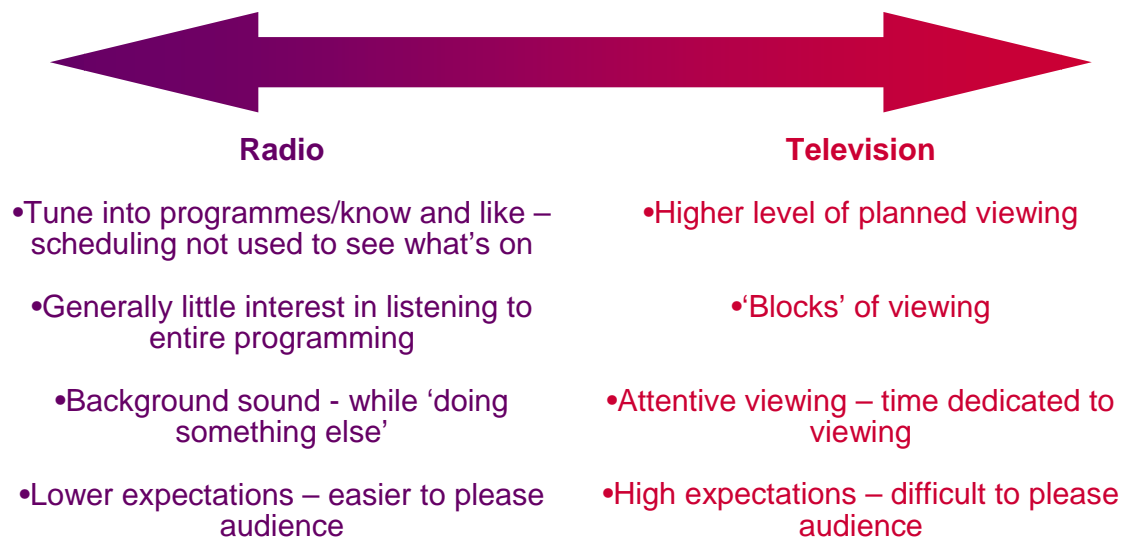 Radio
•Tune into programmes/know and like –
scheduling not used to see what's on
•Generally little interest in listening to
entire programming
•Background sound - while ‘doing
something else’
•Lower expectations – easier to please
audience
Television
•Higher level of planned viewing
•‘Blocks’ of viewing
•Attentive viewing – time dedicated to
viewing
•High expectations – difficult to please
audience